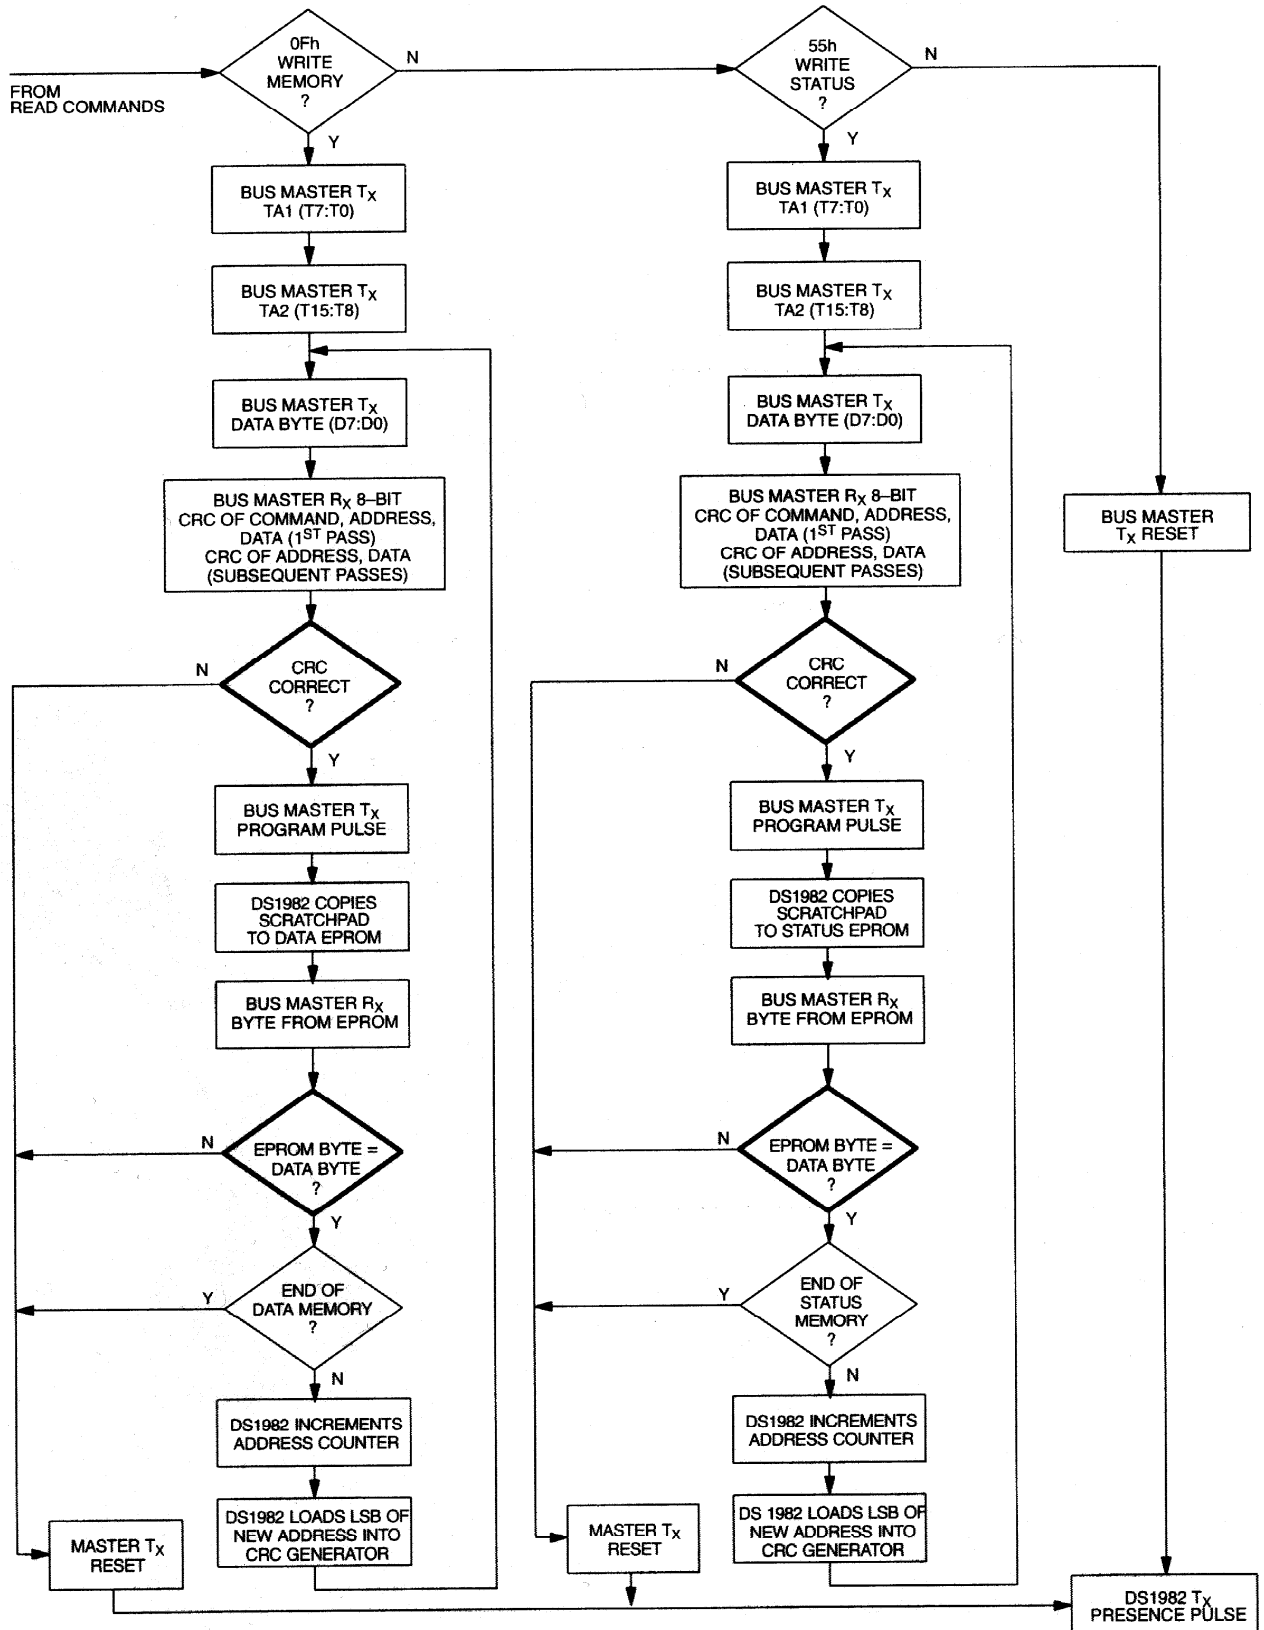 0Fh
WRITE
MEMORY
?
N
55h
WRITE
STATUS
?
N
FROM
READ COMMANDS
Y
BUS MASTER TX
TA1 (T7:T0)
BUS MASTER TX
TA2 (T15:T8)
BUS MASTER TX
DATA BYTE (D7:D0)
BUS MASTER RX 8–BIT
CRC OF COMMAND, ADDRESS,
DATA (1ST PASS)
CRC OF ADDRESS, DATA
(SUBSEQUENT PASSES)
N
CRC
CORRECT
?
Y
BUS MASTER TX
PROGRAM PULSE
DS1982 COPIES
SCRATCHPAD
TO DATA EPROM
BUS MASTER RX
BYTE FROM EPROM
N
EPROM BYTE =
DATA BYTE
?
Y
Y
END OF
DATA MEMORY
?
N
DS1982 INCREMENTS
ADDRESS COUNTER
DS1982 LOADS LSB OF
NEW ADDRESS INTO
CRC GENERATOR
MASTER TX
RESET
Y
BUS MASTER TX
TA1 (T7:T0)
BUS MASTER TX
TA2 (T15:T8)
BUS MASTER TX
DATA BYTE (D7:D0)
BUS MASTER RX 8–BIT
CRC OF COMMAND, ADDRESS,
DATA (1ST PASS)
CRC OF ADDRESS, DATA
(SUBSEQUENT PASSES)
N
CRC
CORRECT
?
Y
BUS MASTER TX
PROGRAM PULSE
DS1982 COPIES
SCRATCHPAD
TO STATUS EPROM
BUS MASTER RX
BYTE FROM EPROM
N
EPROM BYTE =
DATA BYTE
?
Y
Y
END OF
STATUS
MEMORY
?
N
DS1982 INCREMENTS
ADDRESS COUNTER
DS 1982 LOADS LSB OF
NEW ADDRESS INTO
CRC GENERATOR
MASTER TX
RESET
BUS MASTER
TX RESET
DS1982 TX
PRESENCE PULSE